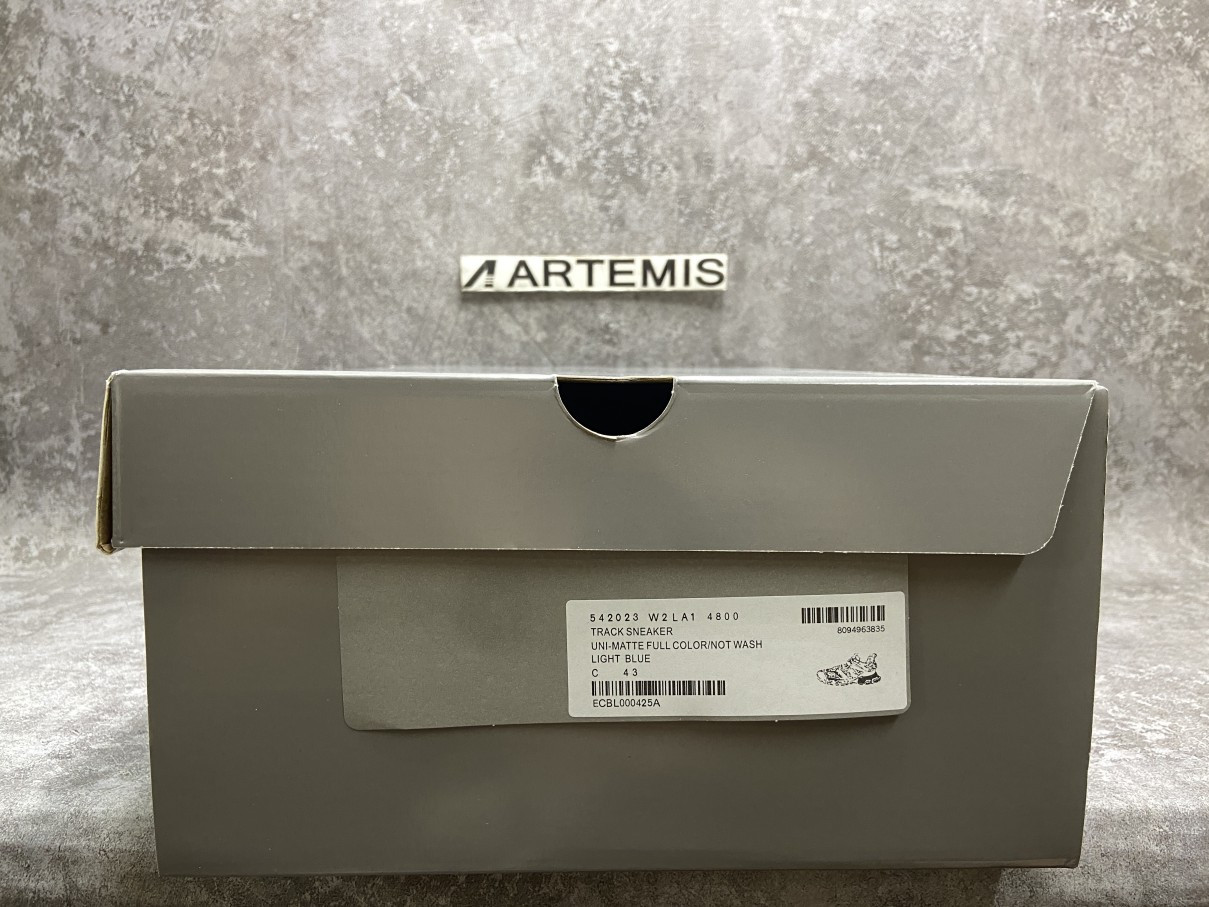 ARTEMIS
542023 W2LA1 4800
TRACK SNEAKER
UNI-MATTE FULL COLOR/NOT WASH
LIGHT BLUE
C 43
ECBL000425A
8094963835